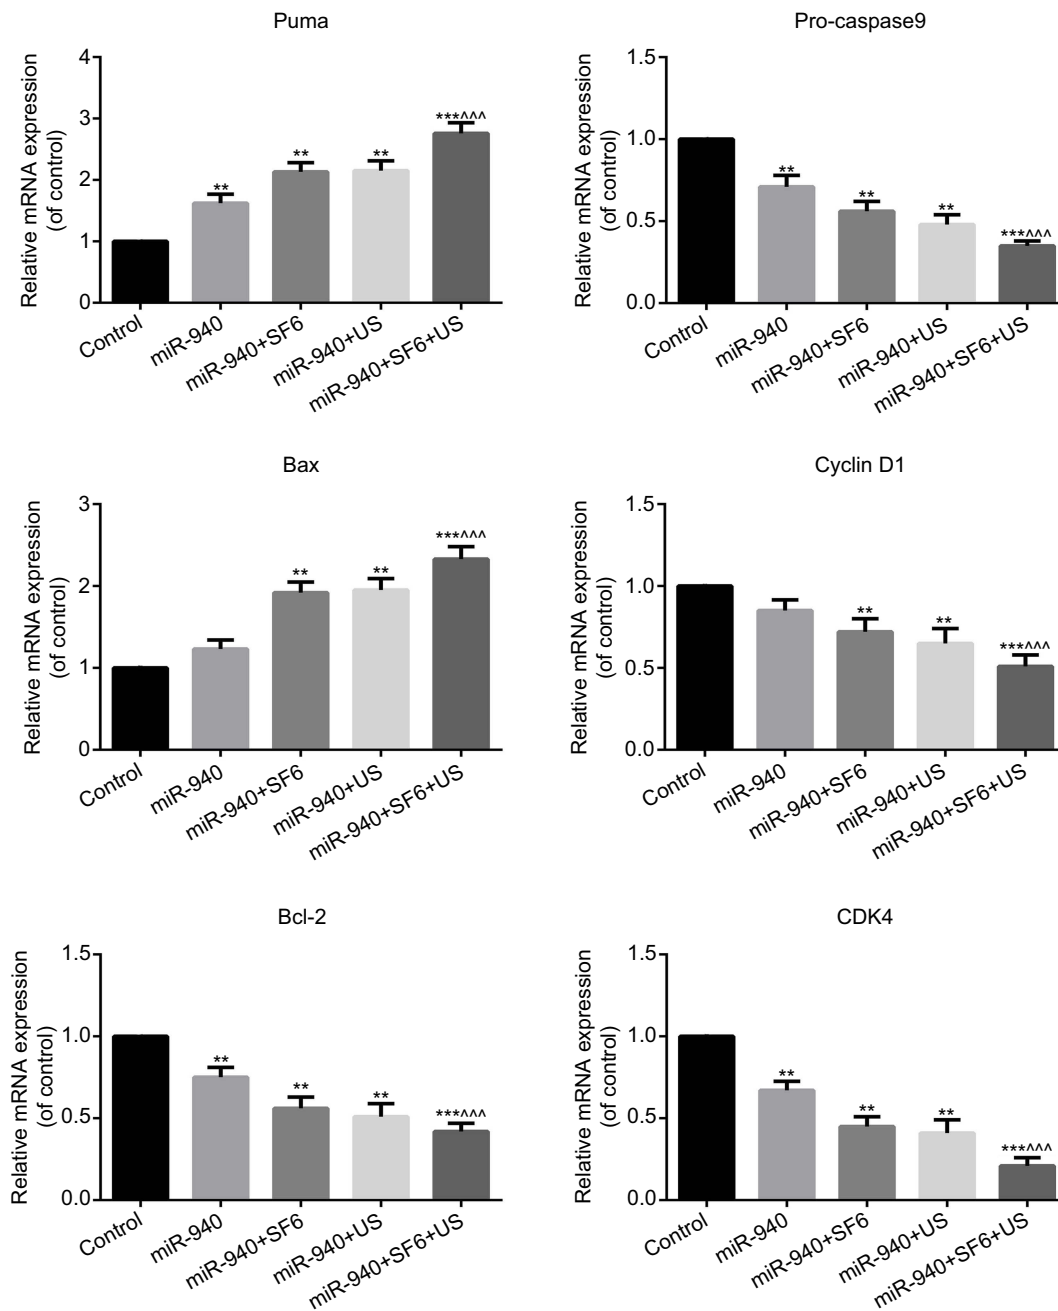 Puma
Relative mRNA expression
(of control)
4
3
2
1
0
**
**
**
***^^^
Control
miR-940
miR-940+SF6
miR-940+US
miR-940+SF6+US
Pro-caspase9
Relative mRNA expression
(of control)
1.5
1.0
0.5
0.0
**
**
**
***^^^
Control
miR-940
miR-940+SF6
miR-940+US
miR-940+SF6+US
Bax
Relative mRNA expression
(of control)
3
2
1
0
**
**
***^^^
Control
miR-940
miR-940+SF6
miR-940+US
miR-940+SF6+US
Cyclin D1
Relative mRNA expression
(of control)
1.5
1.0
0.5
0.0
**
**
***^^^
Control
miR-940
miR-940+SF6
miR-940+US
miR-940+SF6+US
Bcl-2
Relative mRNA expression
(of control)
1.5
1.0
0.5
0.0
**
**
**
***^^^
Control
miR-940
miR-940+SF6
miR-940+US
miR-940+SF6+US
CDK4
Relative mRNA expression
(of control)
1.5
1.0
0.5
0.0
**
**
**
***^^^
Control
miR-940
miR-940+SF6
miR-940+US
miR-940+SF6+US